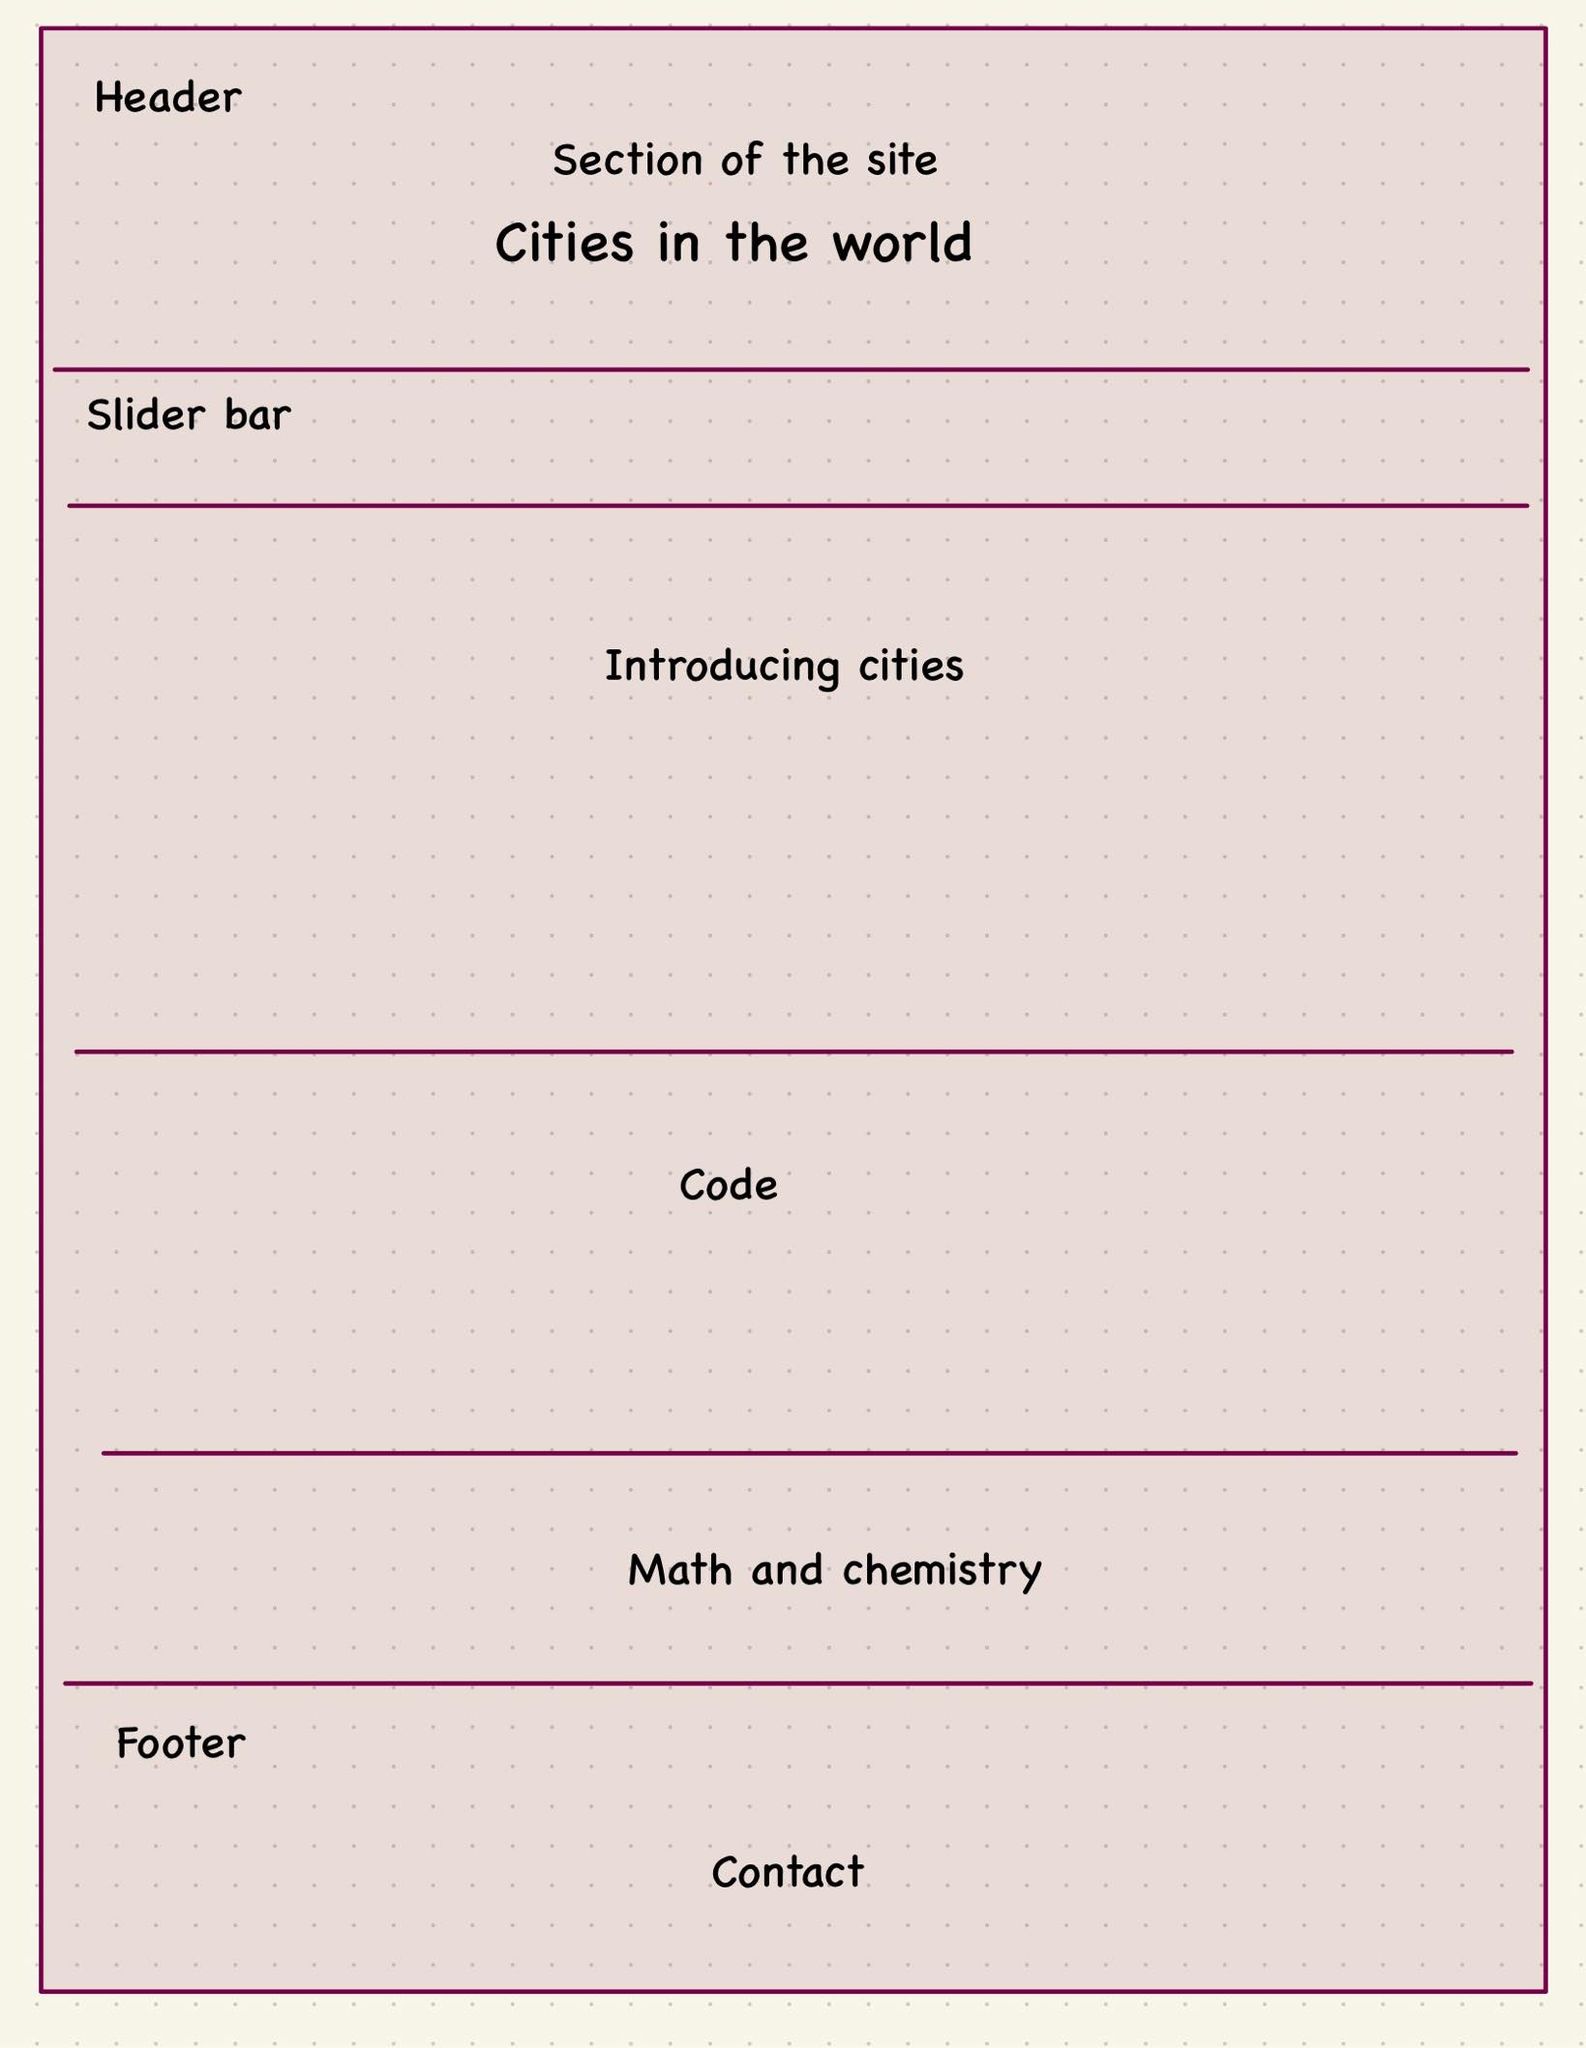 Header
Section of the site
Cities in the world
Slider bar
Introducing cities
Code
Math and chemistry
Footer
Contact